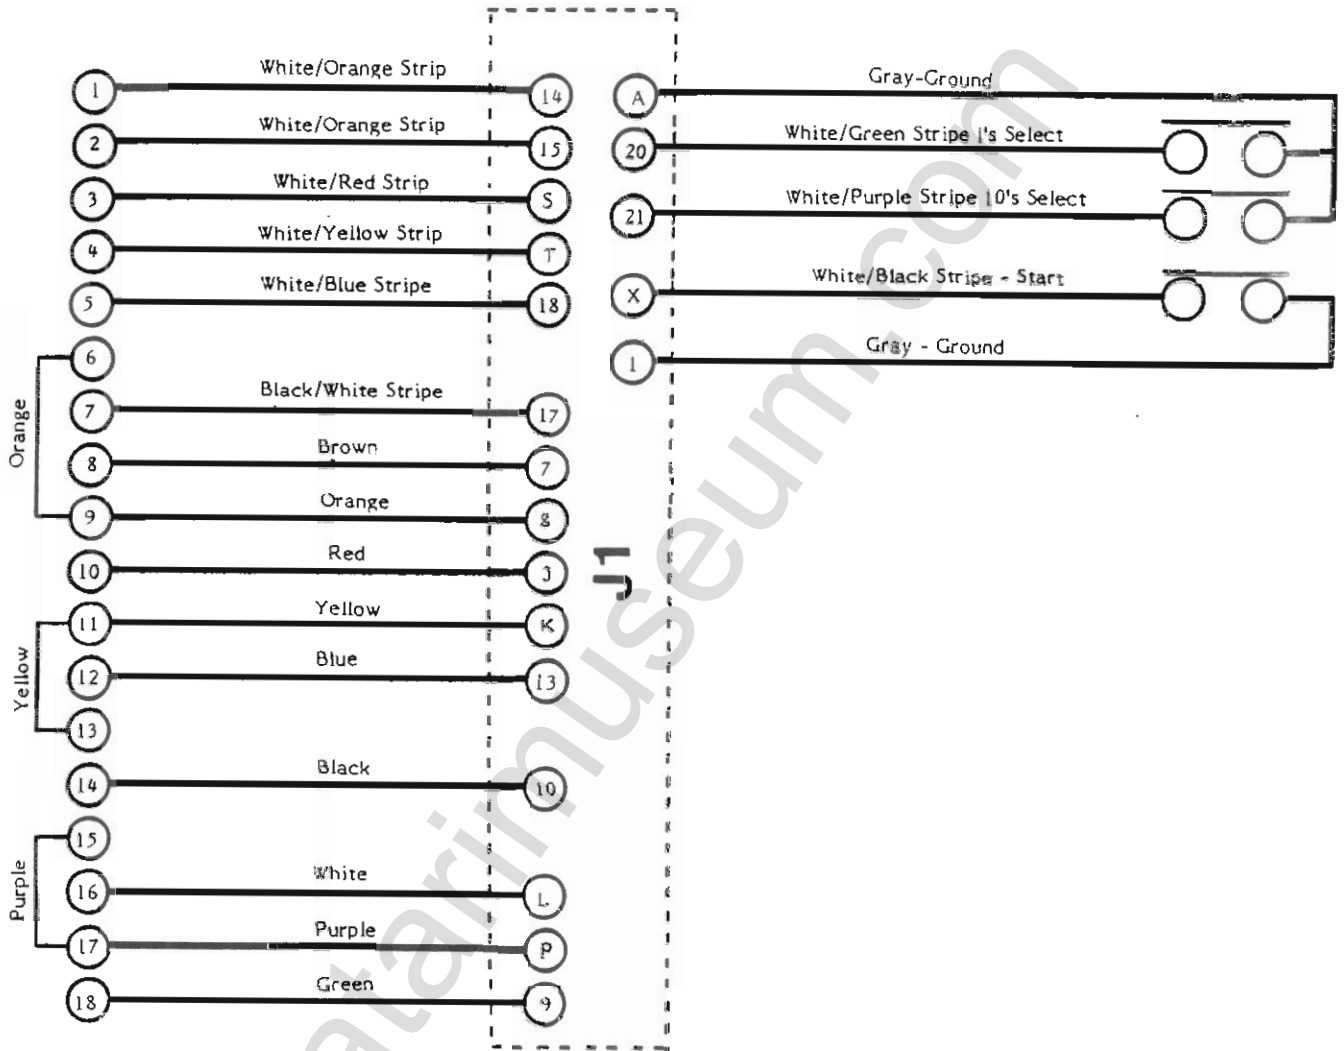 1 White/Orange Strip 14
2 White/Orange Strip 15
3 White/Red Strip S
4 White/Yellow Strip T
5 White/Blue Stripe 18
6
7 Black/White Stripe 17
8 Brown 7
9 Orange 8
10 Red J
11 Yellow K
12 Blue 13
13
14 Black 10
15
16 White L
17 Purple P
18 Green 9
Orange
Yellow
Purple
J1
A Gray-Ground
20 White/Green Stripe 1's Select
21 White/Purple Stripe 10's Select
X White/Black Stripe - Start
1 Gray - Ground
atarimuseum.com